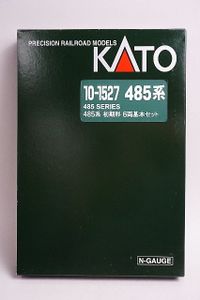 PRECISION RAILROAD MODELS
KATO
10-1527 485系
485 SERIES
485系 初期形 6両基本セット
N-GAUGE